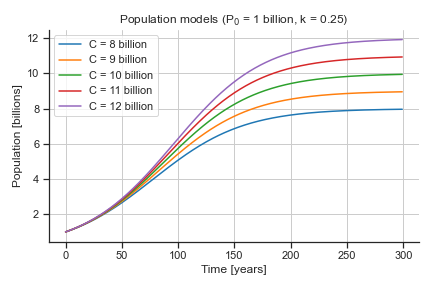 Population models (P₀ = 1 billion, k = 0.25)
12
10
8
6
4
2
Population [billions]
C = 8 billion
C = 9 billion
C = 10 billion
C = 11 billion
C = 12 billion
0 50 100 150 200 250 300
Time [years]